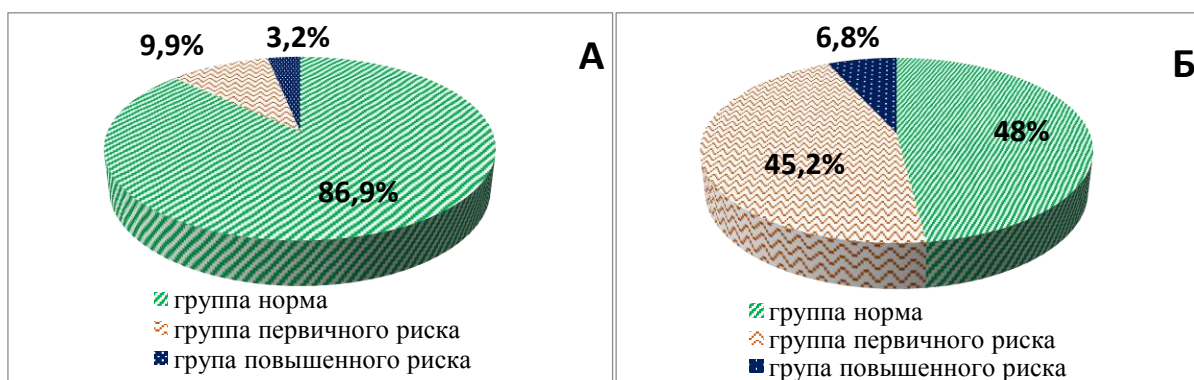 9,9%
3,2%
А
86,9%
группа норма
группа первичного риска
група повышенного риска
6,8%
Б
48%
45,2%
группа норма
группа первичного риска
група повышенного риска